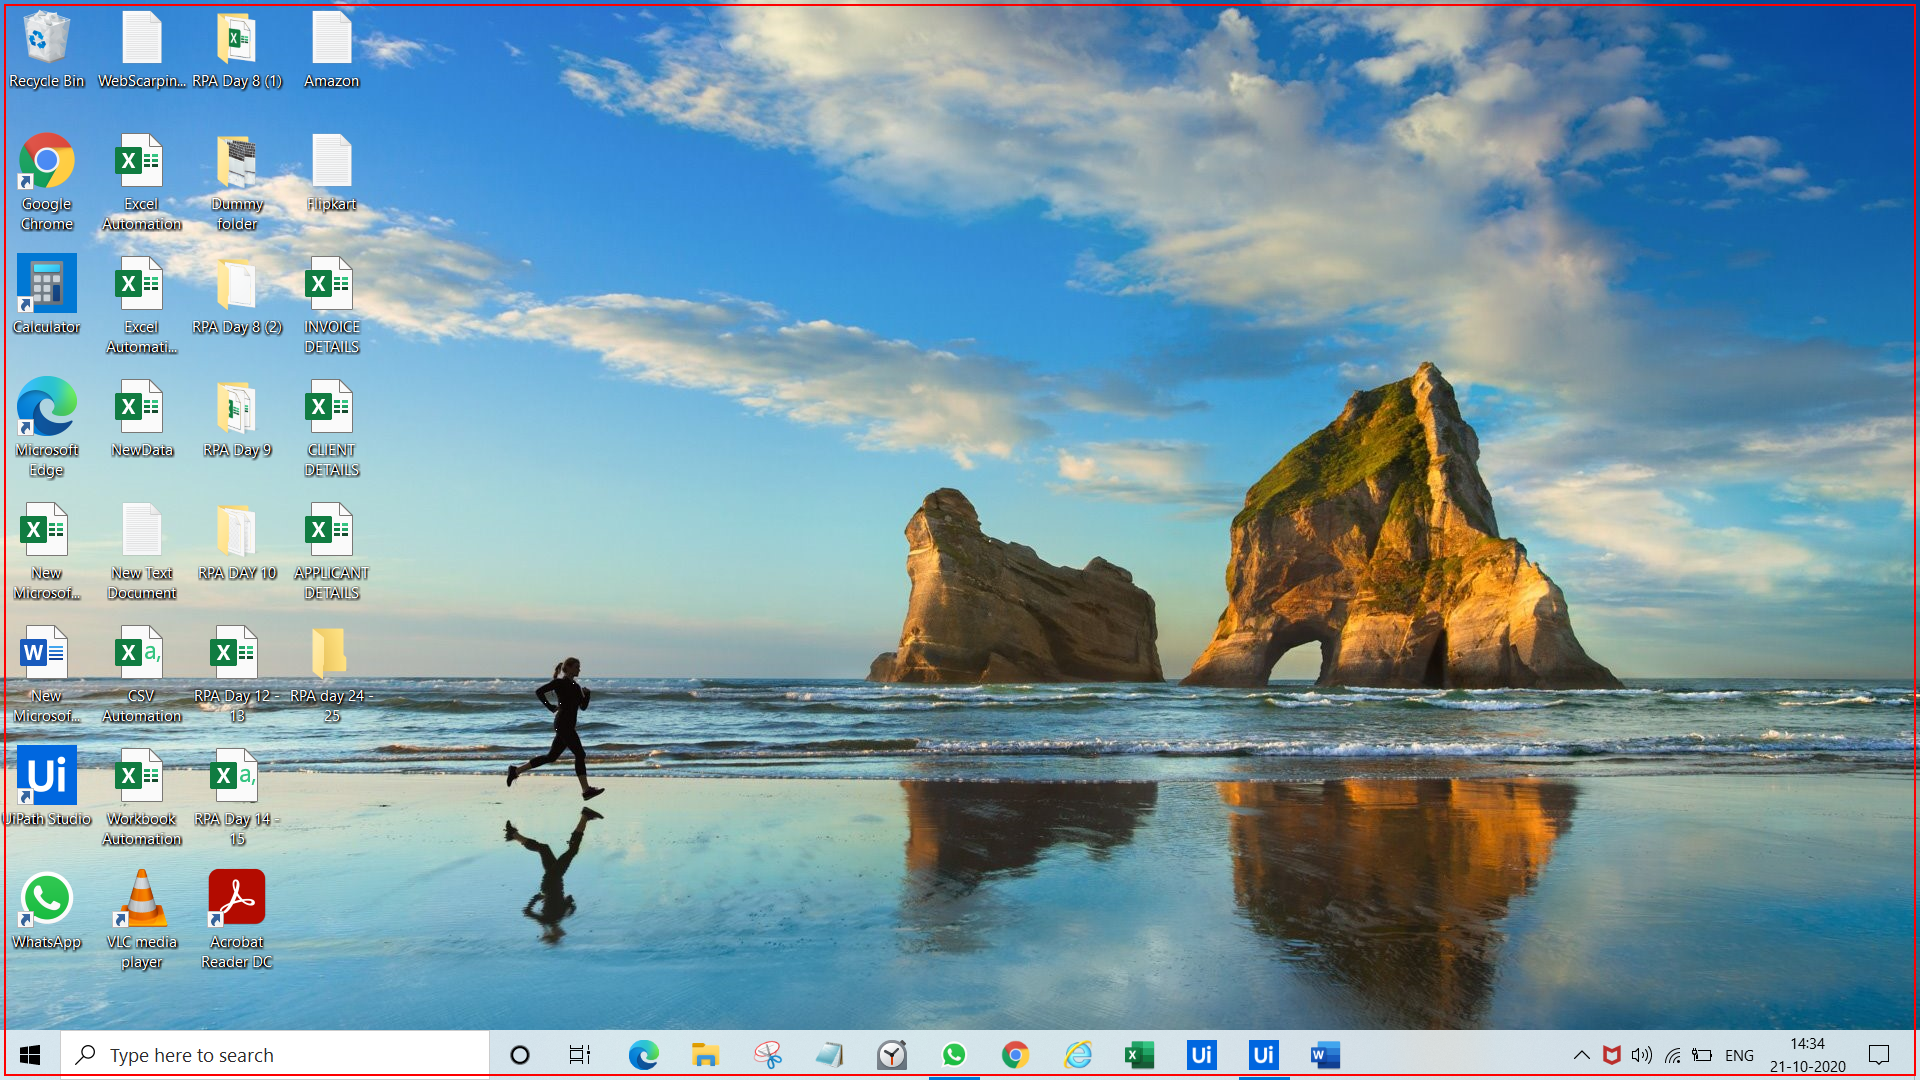 Recycle Bin
WebScarpin...
RPA Day 8 (1)
Amazon
Google
Chrome
Excel
Automation
Dummy
folder
Flipkart
Calculator
Excel
Automati...
RPA Day 8 (2)
INVOICE
DETAILS
Microsoft
Edge
NewData
RPA Day 9
CLIENT
DETAILS
New
Microsof...
New Text
Document
RPA DAY 10
APPLICANT
DETAILS
New
Microsof...
CSV
Automation
RPA Day 12 -
13
RPA day 24 -
25
Ui
UiPath Studio
Workbook
Automation
RPA Day 14 -
15
WhatsApp
VLC media
player
Acrobat
Reader DC
Type here to search
Ui
Ui
ENG
14:34
21-10-2020